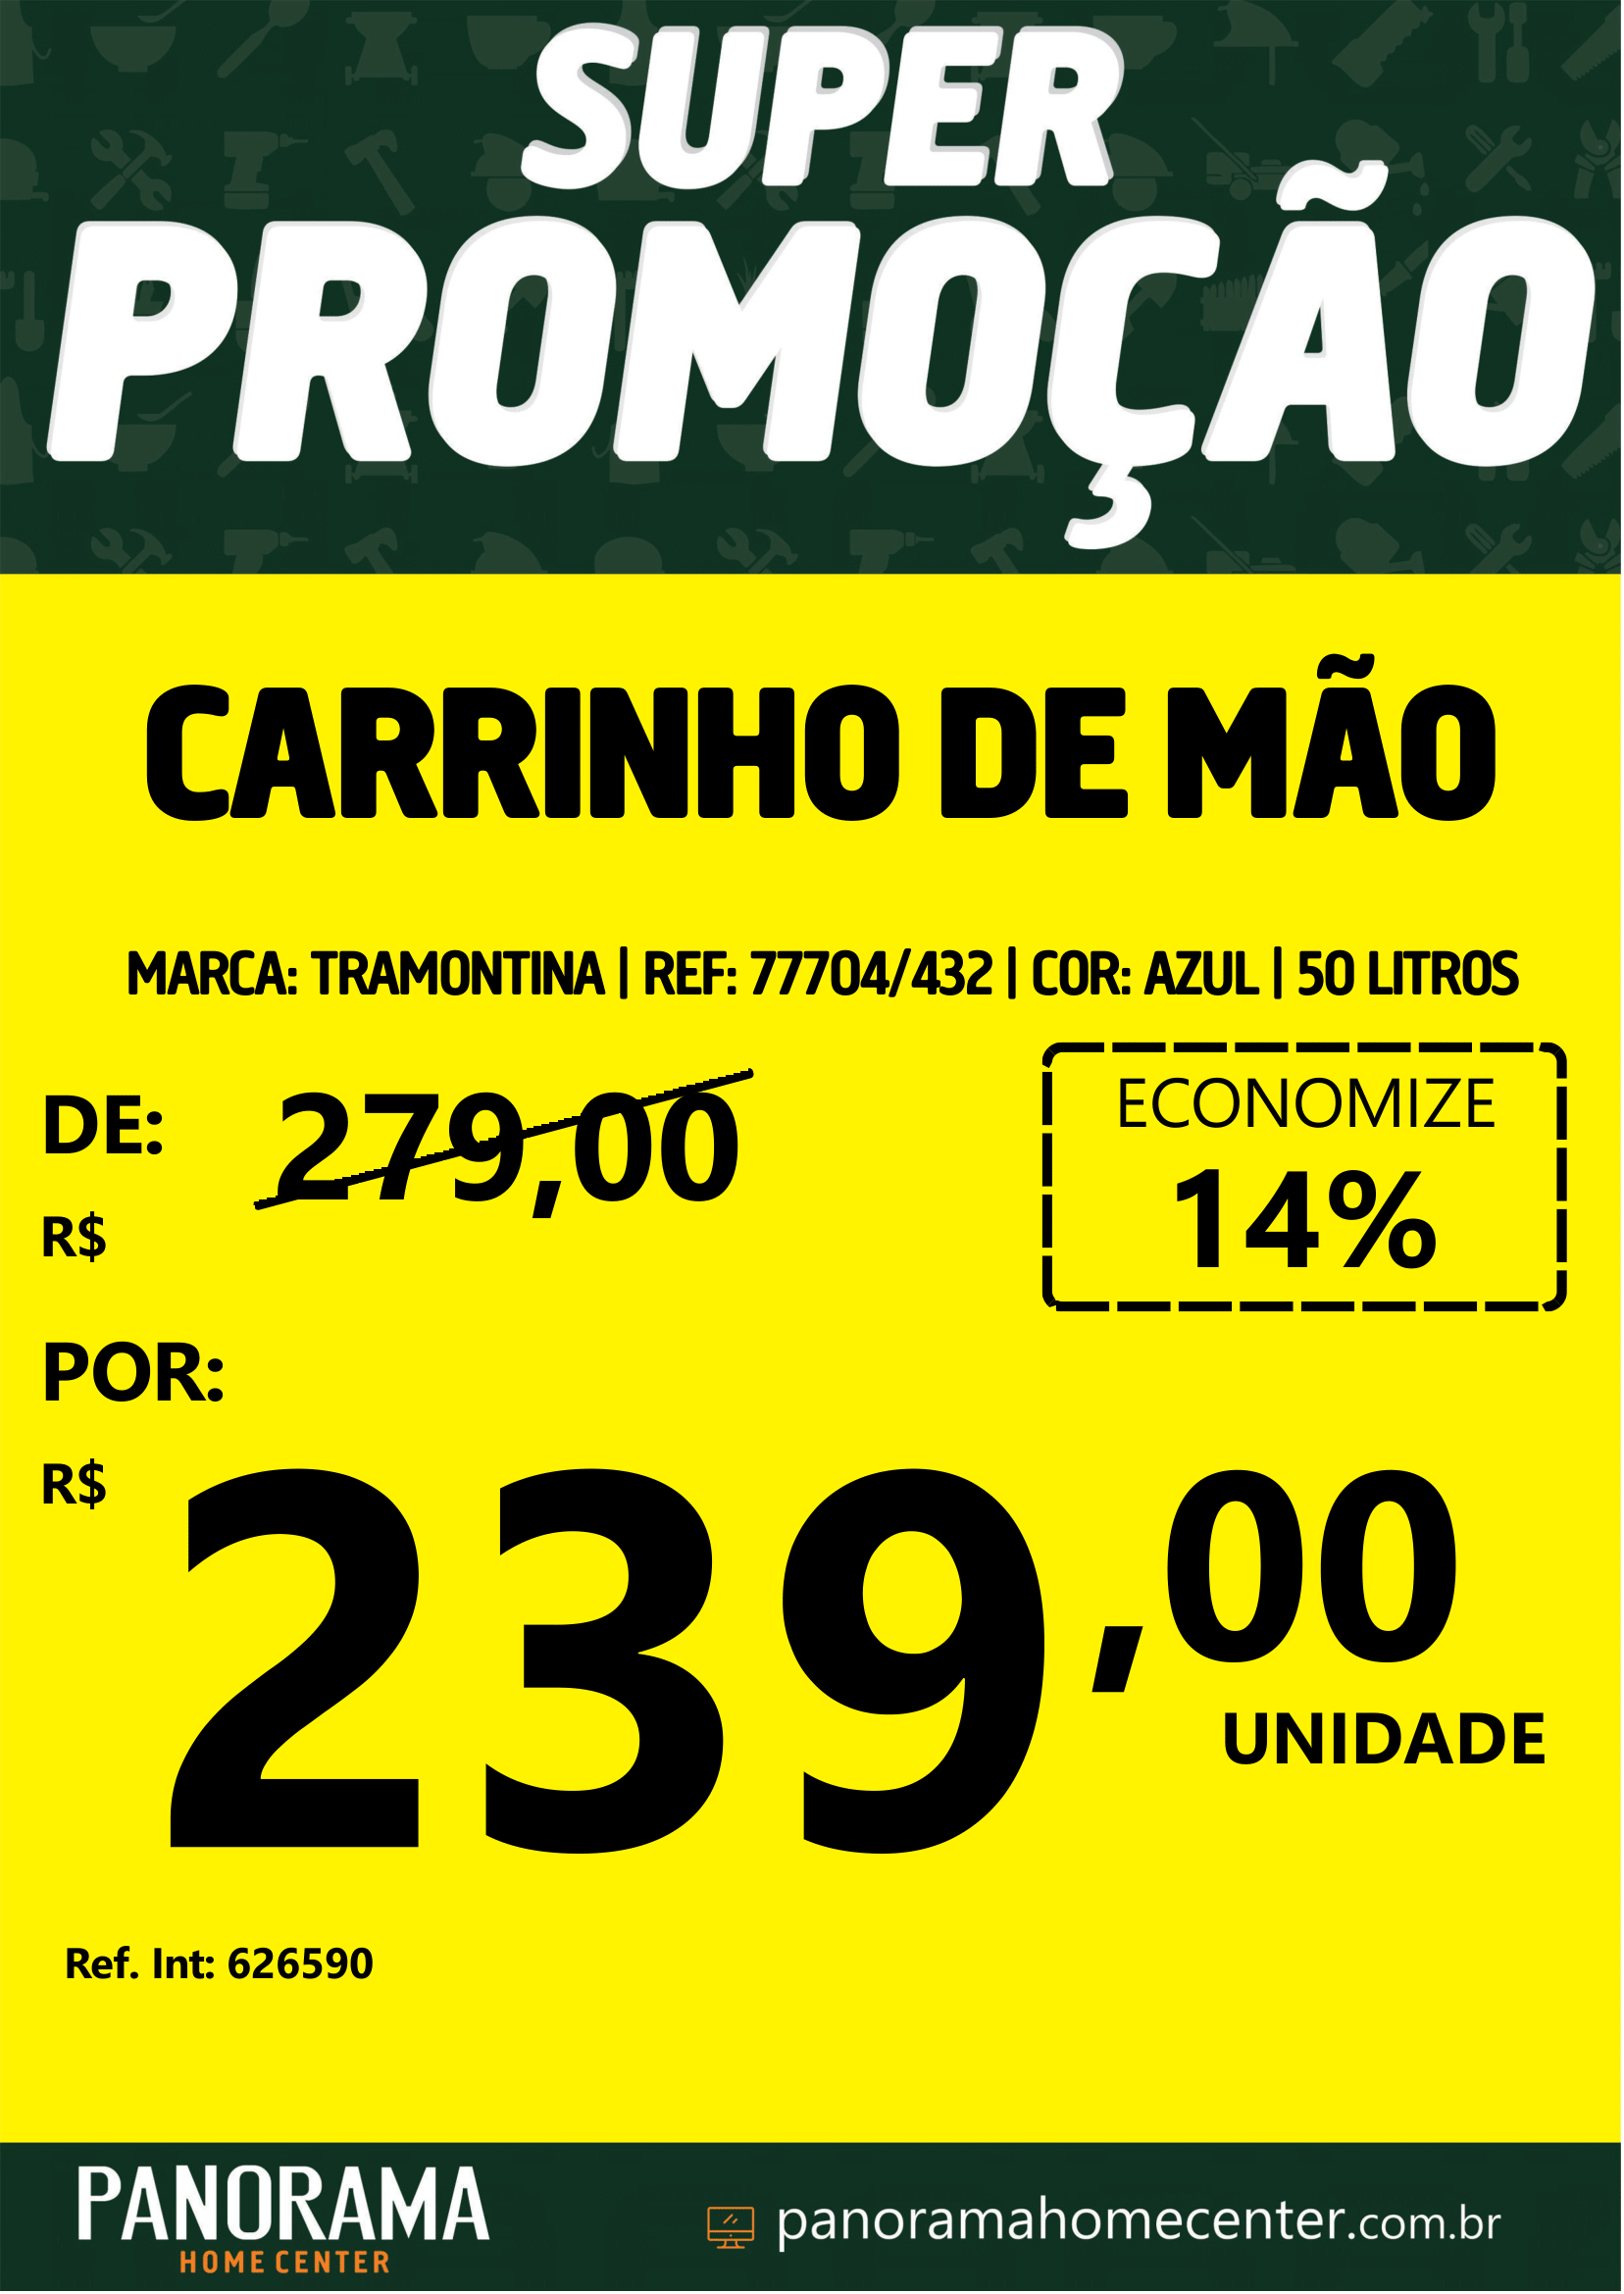 SUPER
PROMOÇÃO
CARRINHO DE MÃO
MARCA: TRAMONTINA | REF: 77704/432 | COR: AZUL | 50 LITROS
DE:
R$ 279,00
ECONOMIZE
14%
POR:
R$ 239,00
UNIDADE
Ref. Int: 626590
PANORAMA
HOME CENTER
panoramahomecenter.com.br